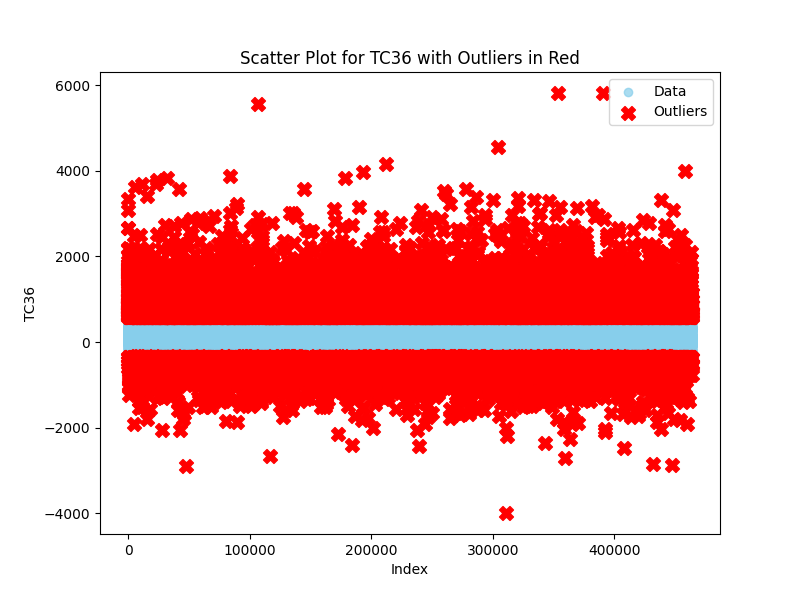 Scatter Plot for TC36 with Outliers in Red
Data
Outliers
6000
4000
2000
0
−2000
−4000
TC36
0
100000
200000
300000
400000
Index